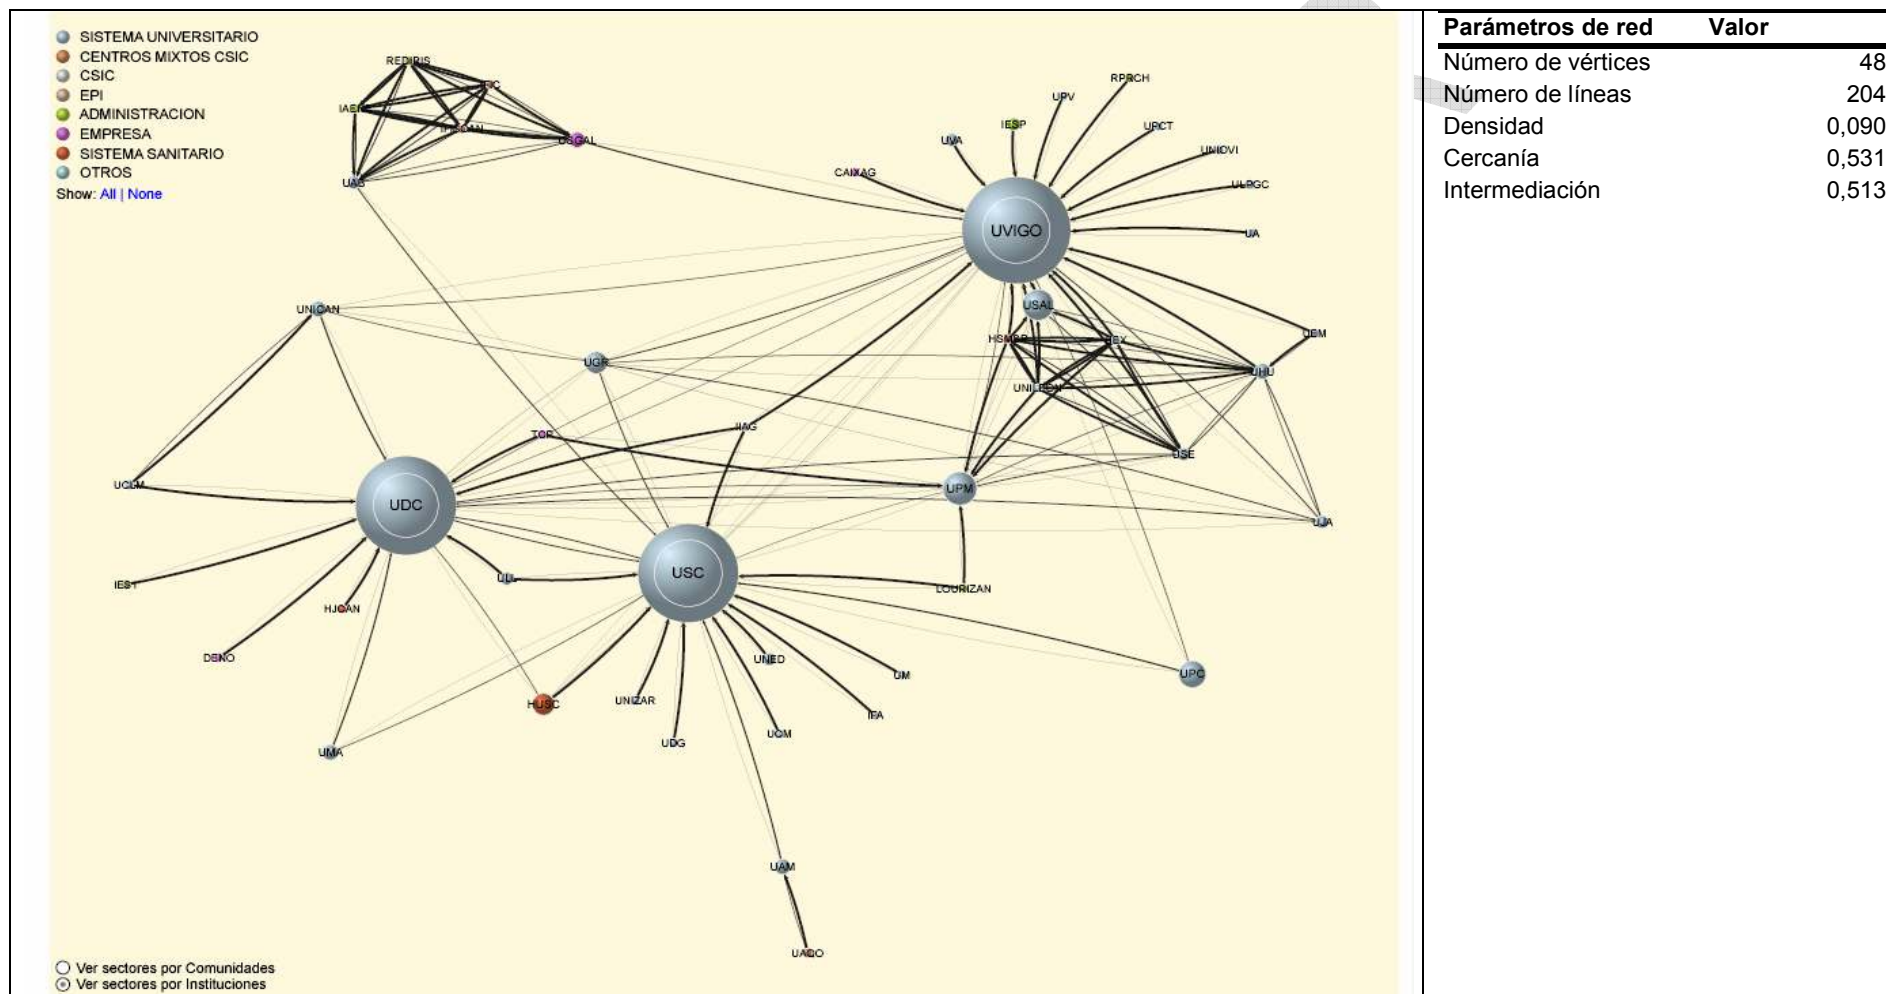 SISTEMA UNIVERSITARIO
CENTROS MIXTOS CSIC
CSIC
EPI
ADMINISTRACION
EMPRESA
SISTEMA SANITARIO
OTROS
Show: All | None
REDIRIS
UVIGO
RPRCH
UPV
IESP
UPCT
UVA
UNIOVI
CAIXAG
ULPGC
UA
UNICAN
USAL
UEM
UGR
UHU
IIAG
TOP
USE
UCLM
UDC
UPM
UJA
USC
IEST
ULL
LOURIZAN
HJCAN
DENO
UNED
UM
UPC
HUSC
UNIZAR
IFA
UDG
UCM
UMA
UAM
Ver sectores por Comunidades
Ver sectores por Instituciones
Parámetros de red Valor
Número de vértices 48
Número de líneas 204
Densidad 0,090
Cercanía 0,531
Intermediación 0,513